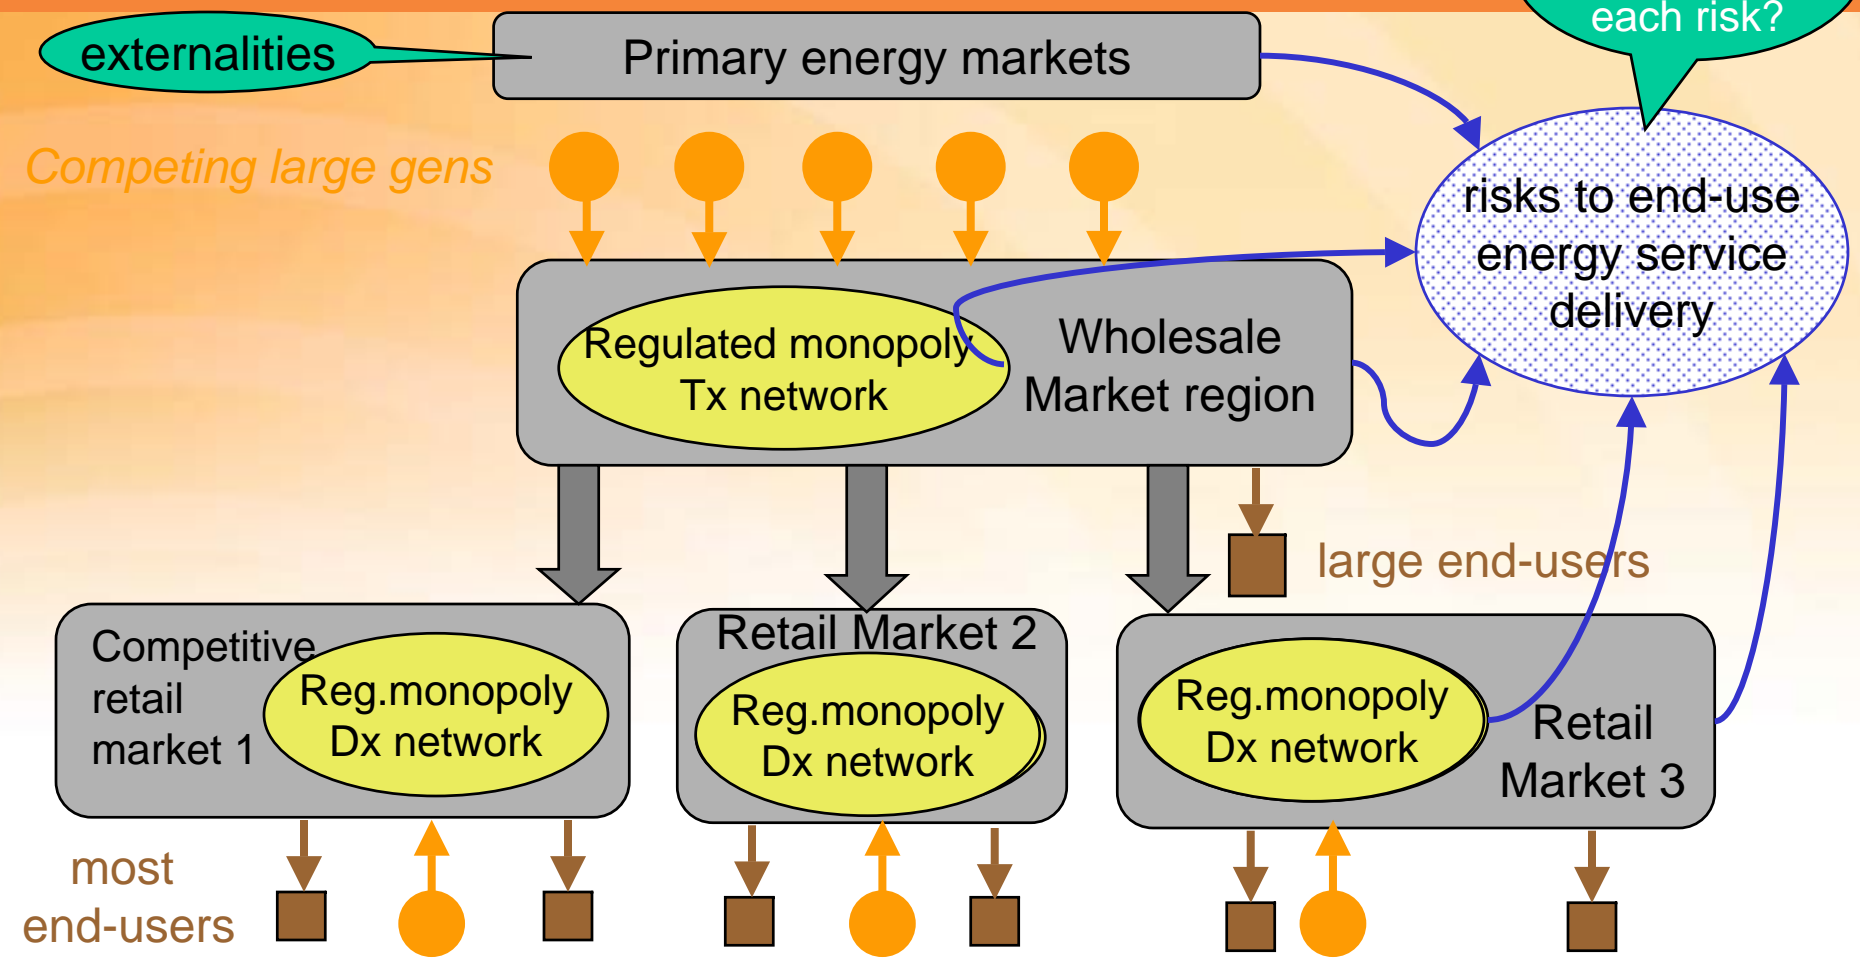 each risk?
externalities
Primary energy markets
Competing large gens
risks to end-use
energy service
delivery
Regulated monopoly
Tx network
Wholesale
Market region
large end-users
Competitive
retail
market 1
Reg.monopoly
Dx network
Retail Market 2
Reg.monopoly
Dx network
Reg.monopoly
Dx network
Retail
Market 3
most
end-users